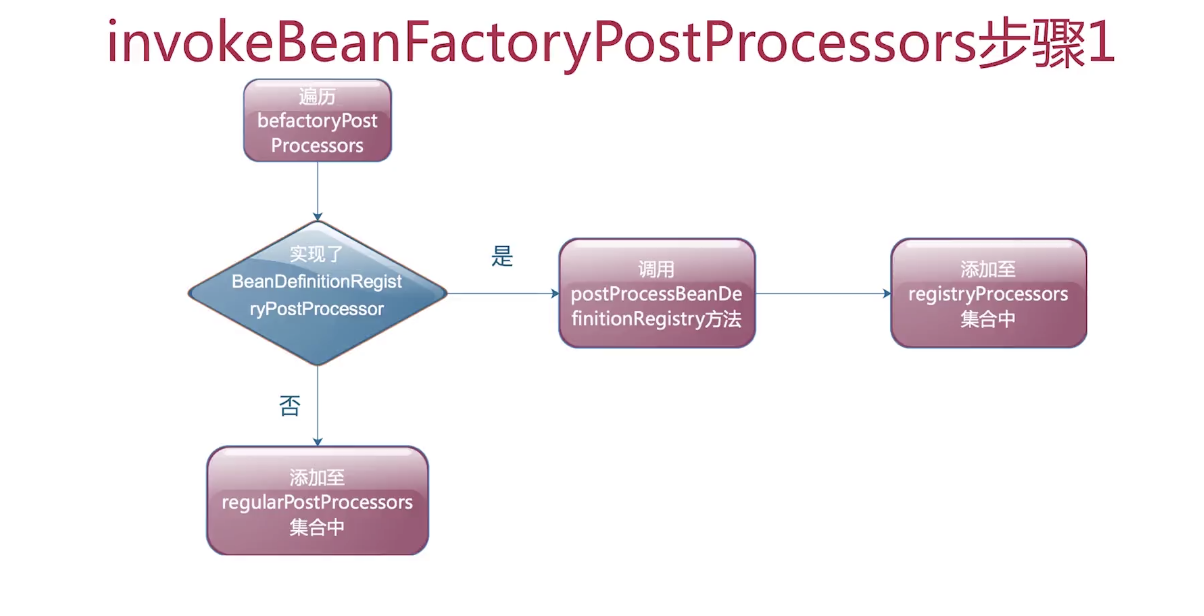 invokeBeanFactoryPostProcessors步骤1
遍历
befactoryPost
Processors
实现了
BeanDefinitionRegist
ryPostProcessor
是
调用
postProcessBeanDe
finitionRegistry方法
添加至
registryProcessors
集合中
否
添加至
regularPostProcessors
集合中